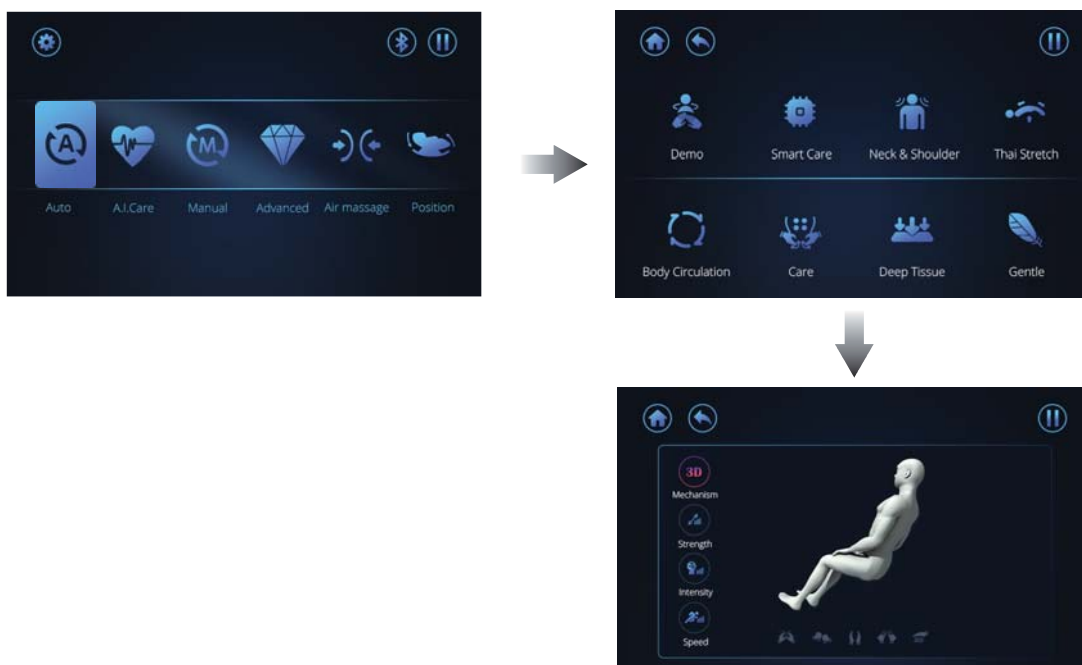 A
M
Auto
A.I.Care
Manual
Advanced
Air massage
Position
Demo
Smart Care
Neck & Shoulder
Thai Stretch
Body Circulation
Care
Deep Tissue
Gentle
3D
Mechanism
Strength
Intensity
Speed